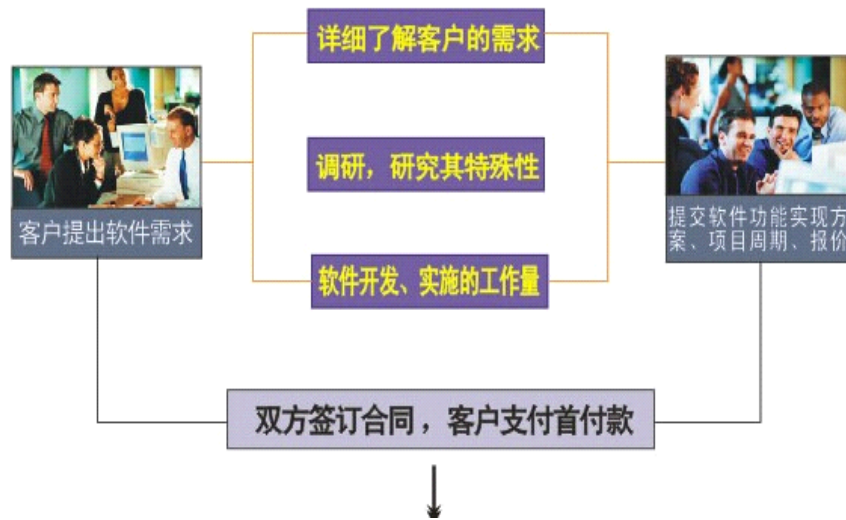 详细了解客户的需求
调研，研究其特殊性
客户提出软件需求
提交软件功能实现方
案、项目周期、报价
软件开发、实施的工作量
双方签订合同，客户支付首付款